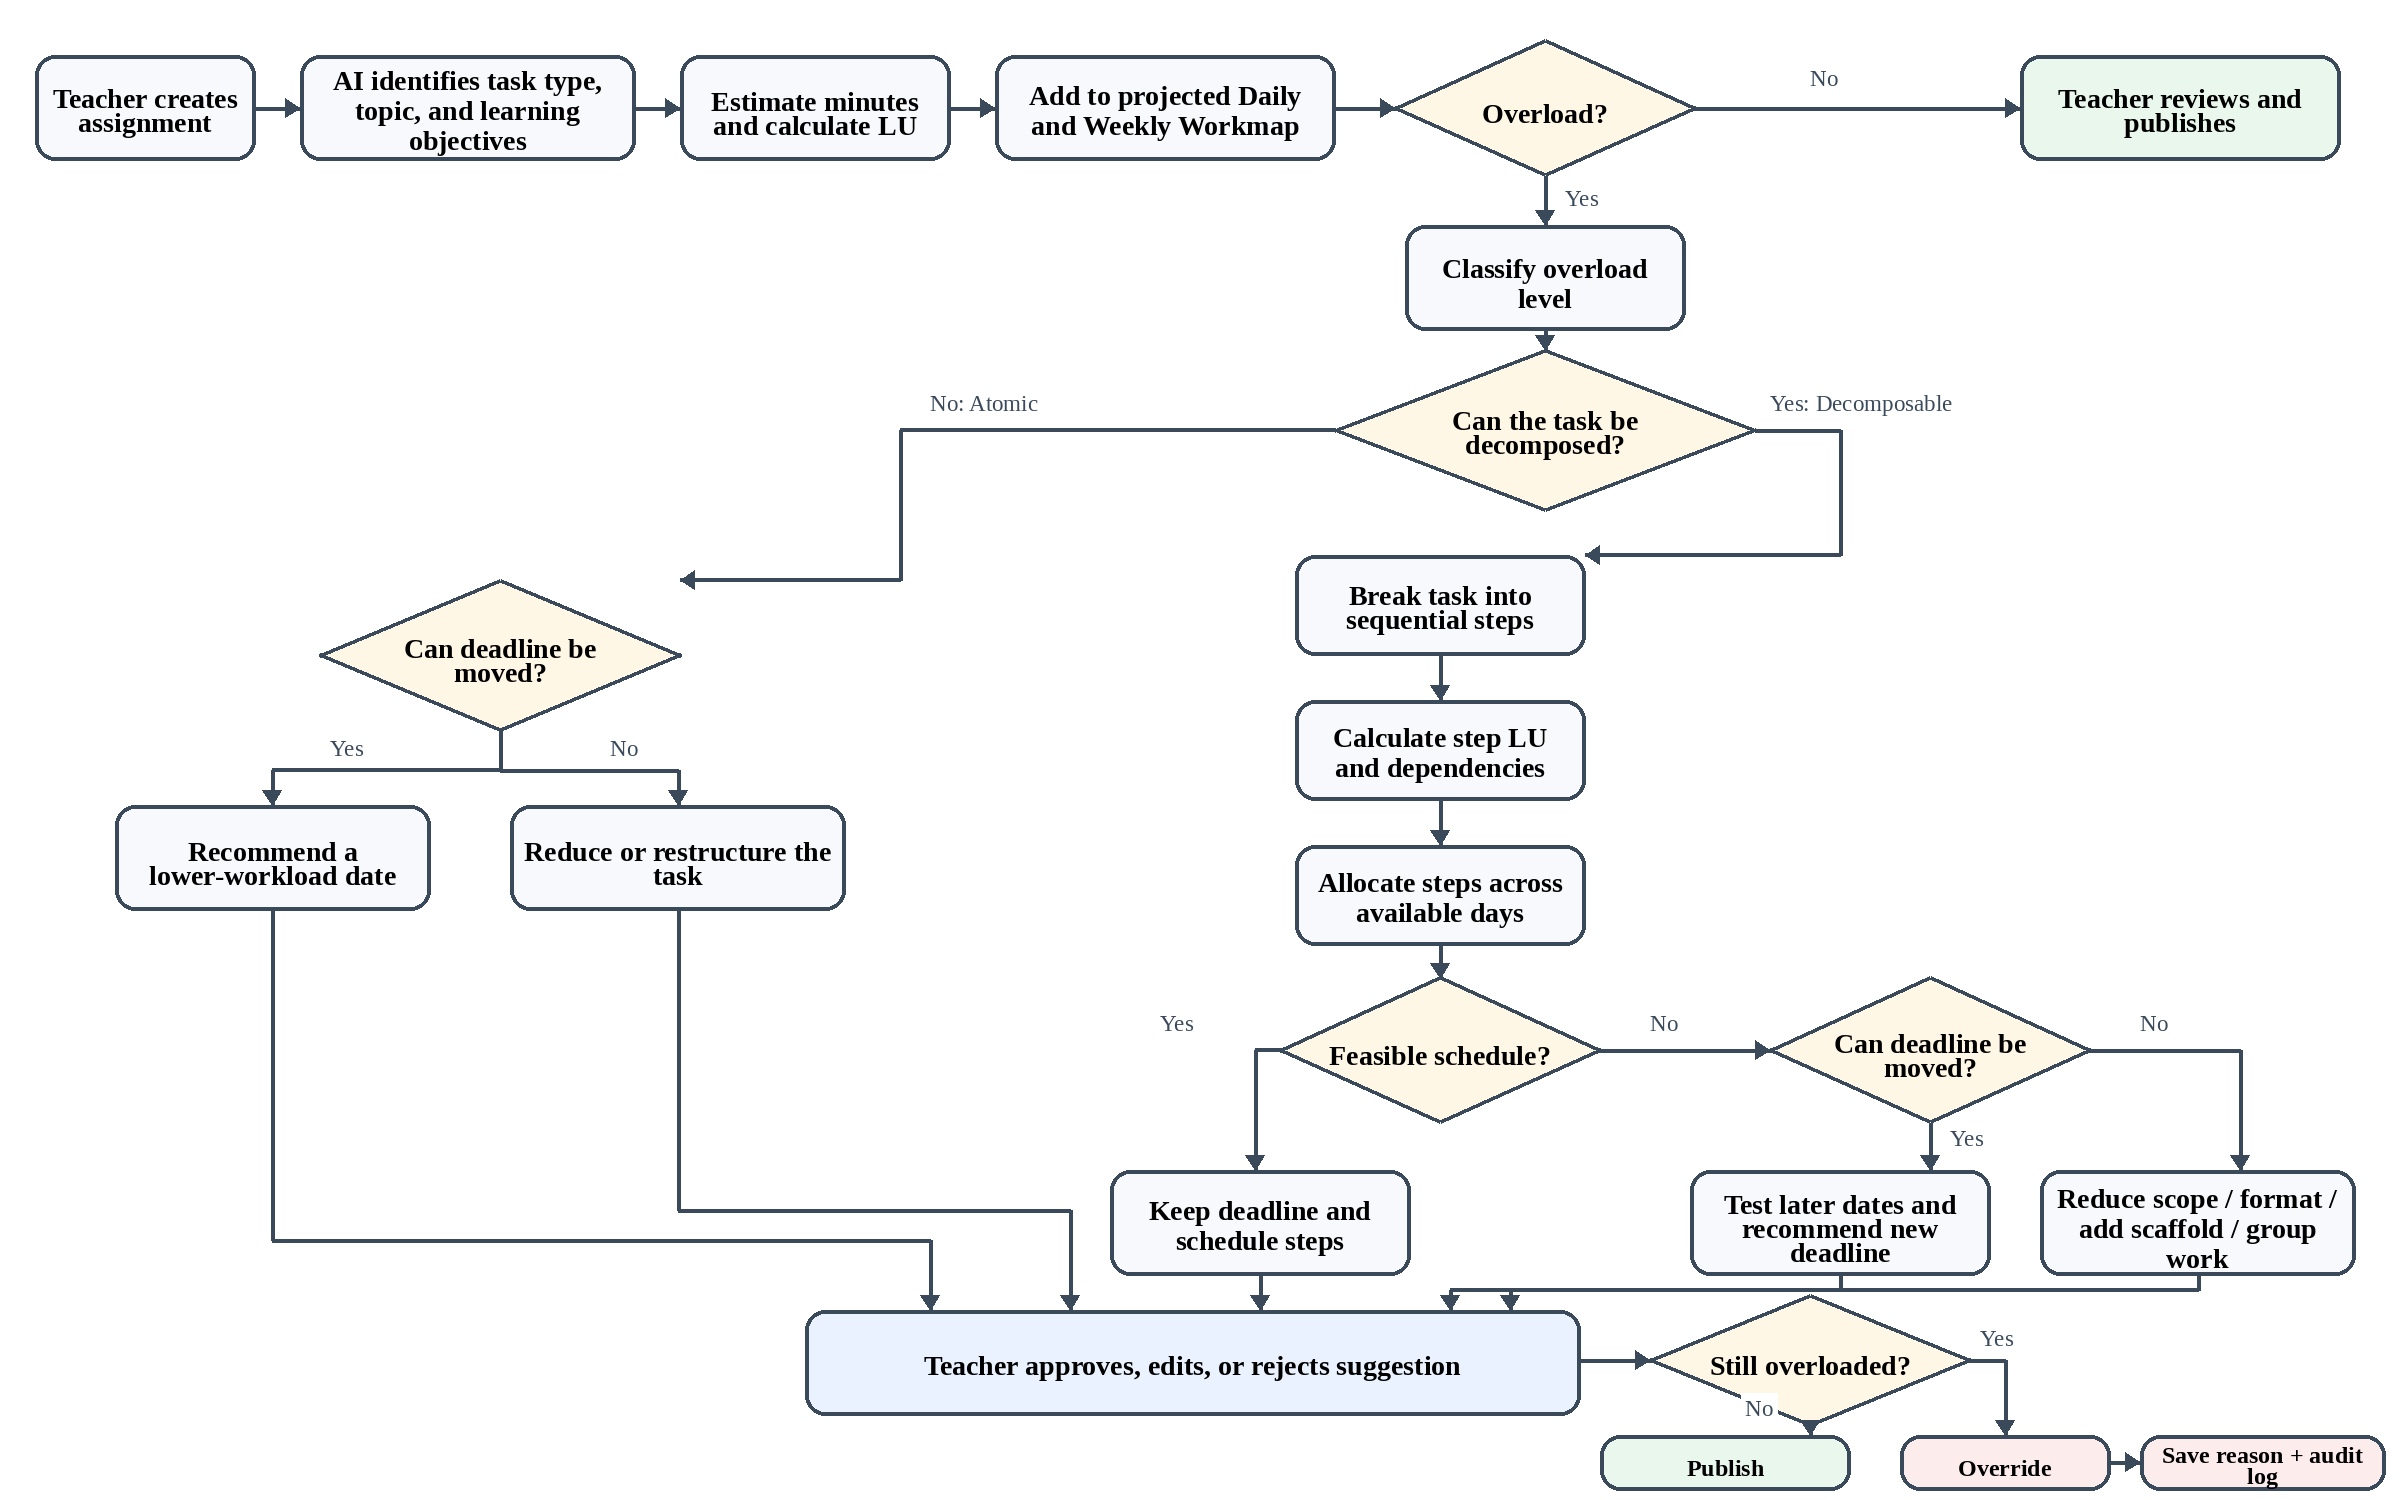 Teacher creates
assignment
AI identifies task type,
topic, and learning
objectives
Estimate minutes
and calculate LU
Add to projected Daily
and Weekly Workmap
Overload?
No
Teacher reviews and
publishes
Yes
Classify overload
level
No: Atomic
Can the task be
decomposed?
Yes: Decomposable
Break task into
sequential steps
Can deadline be
moved?
Yes
No
Calculate step LU
and dependencies
Recommend a
lower-workload date
Reduce or restructure the
task
Allocate steps across
available days
Yes
Feasible schedule?
No
Can deadline be
moved?
No
Yes
Keep deadline and
schedule steps
Test later dates and
recommend new
deadline
Reduce scope / format /
add scaffold / group
work
Teacher approves, edits, or rejects suggestion
Still overloaded?
Yes
No
Publish
Override
Save reason + audit
log